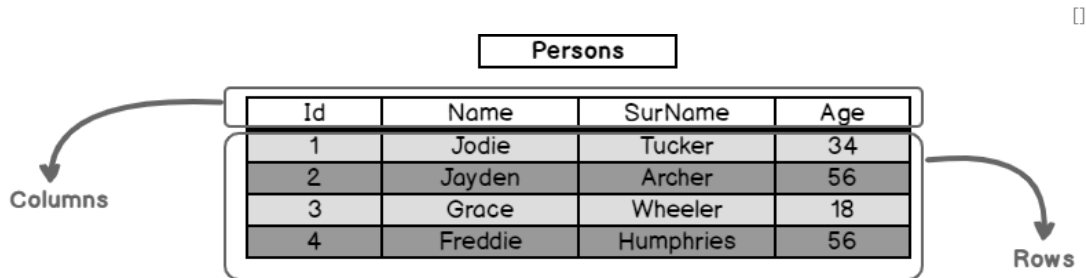 Persons
Id Name SurName Age
1 Jodie Tucker 34
2 Jayden Archer 56
3 Grace Wheeler 18
4 Freddie Humphries 56
Columns
Rows